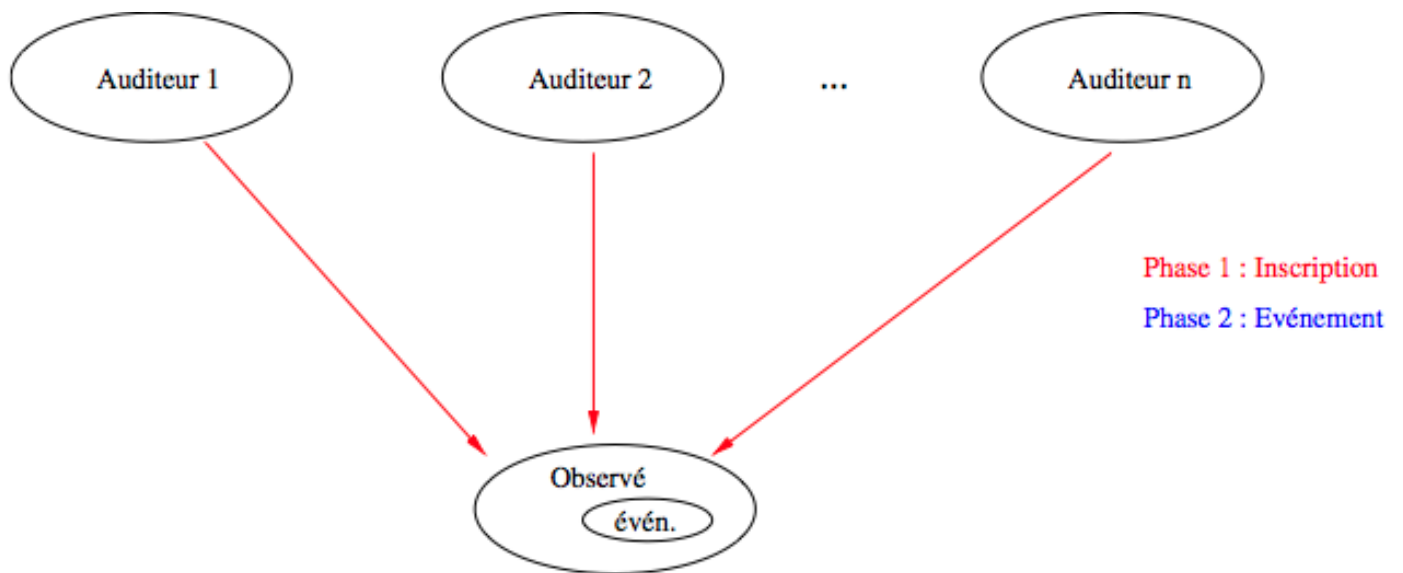 Auditeur 1
Auditeur 2
...
Auditeur n
Phase 1 : Inscription
Phase 2 : Evénement
Observé
évén.